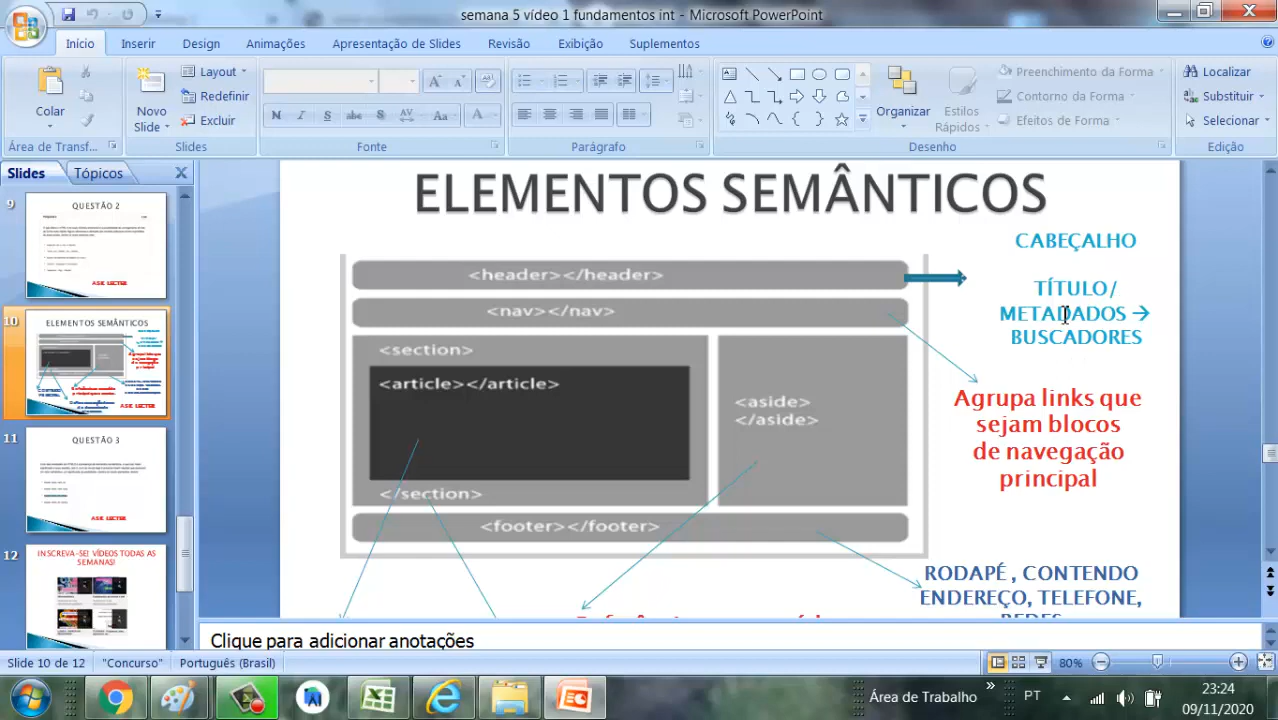 semana 5 vídeo 1 fundamentos int - Microsoft PowerPoint
Início Inserir Design Animações Apresentação de Slides Revisão Exibição Suplementos
Colar
Novo Slide
Layout
Redefinir
Excluir
Preenchimento da Forma
Contorno da Forma
Efeitos de Forma
Organizar
Estilos Rápidos
Localizar
Substituir
Selecionar
Área de Transf... Slides Fonte Parágrafo Desenho Edição
Slides Tópicos
9
QUESTÃO 2
10
ELEMENTOS SEMÂNTICOS
11
QUESTÃO 3
12
INSCREVA-SE! VÍDEOS TODAS AS
SEMANAS!
ELEMENTOS SEMÂNTICOS
CABEÇALHO
<header></header>
TÍTULO/
METADADOS →
BUSCADORES
<nav></nav>
<section>
<article></article>
<aside>
</aside>
Agrupa links que
sejam blocos
de navegação
principal
<footer></footer>
RODAPÉ , CONTENDO
ENDEREÇO, TELEFONE,
Clique para adicionar anotações
Slide 10 de 12 "Concurso" Português (Brasil) 80%
Área de Trabalho » PT 23:24
09/11/2020